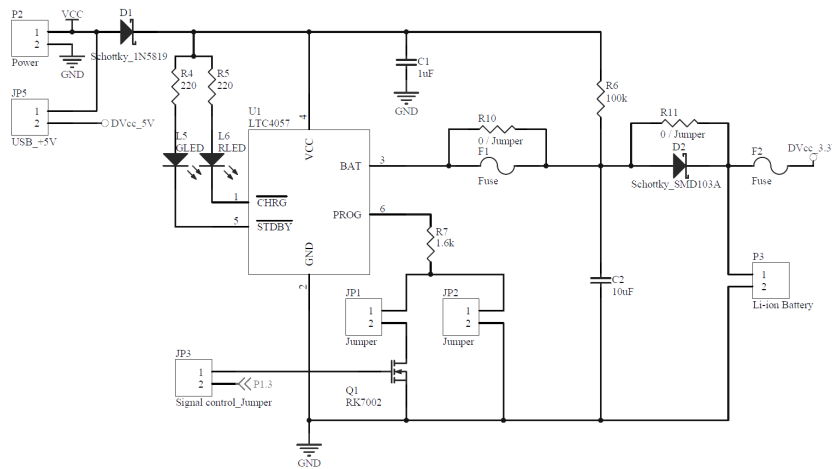 P2
VCC
D1
1
2
Power
GND
Schottky_1N5819
JP5
1
2
USB_+5V
DVcc_5V
R4
220
R5
220
L5
GLED
L6
RLED
U1
LTC4057
4
VCC
BAT
3
PROG
6
1
CHRG
5
STDBY
GND
2
C1
1uF
GND
R6
100k
R10
0 / Jumper
F1
Fuse
R11
0 / Jumper
D2
Schottky_SMD103A
F2
Fuse
DVcc_3.3
R7
1.6k
C2
10uF
P3
1
2
Li-ion Battery
JP1
1
2
Jumper
JP2
1
2
Jumper
JP3
1
2
P1.3
Signal control_Jumper
Q1
RK7002
GND